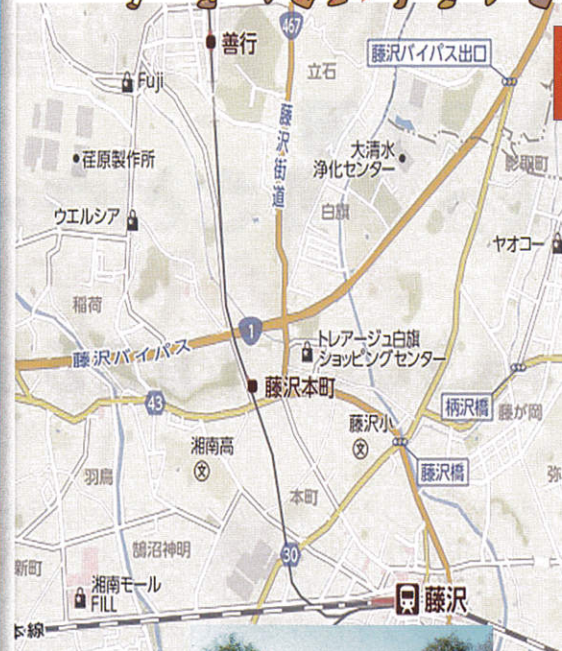 467
善行
藤沢バイパス出口
立石
Fuji
藤沢街道
荏原製作所
大清水
浄化センター
影取町
ウエルシア
白旗
ヤオコー
稲荷
1
藤沢バイパス
トレアージュ白旗
ショッピングセンター
藤沢本町
43
柄沢橋
藤が岡
藤沢小
文
湘南高
文
藤沢橋
羽鳥
弥
本町
鵠沼神明
30
新町
湘南モール
FILL
藤沢
本線